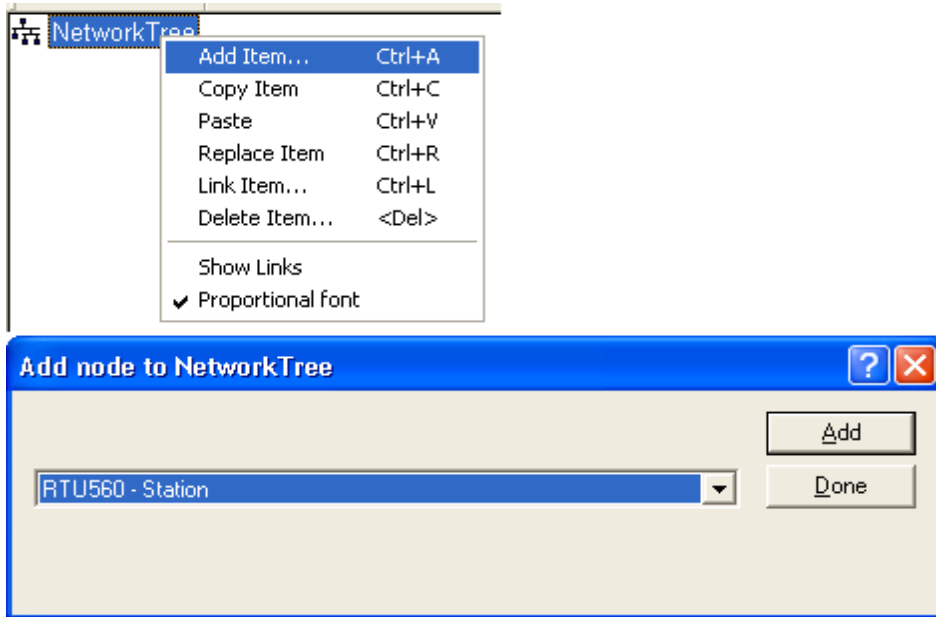 NetworkTree
Add Item... Ctrl+A
Copy Item Ctrl+C
Paste Ctrl+V
Replace Item Ctrl+R
Link Item... Ctrl+L
Delete Item... <Del>
Show Links
Proportional font
Add node to NetworkTree
Add
RTU560 - Station
Done